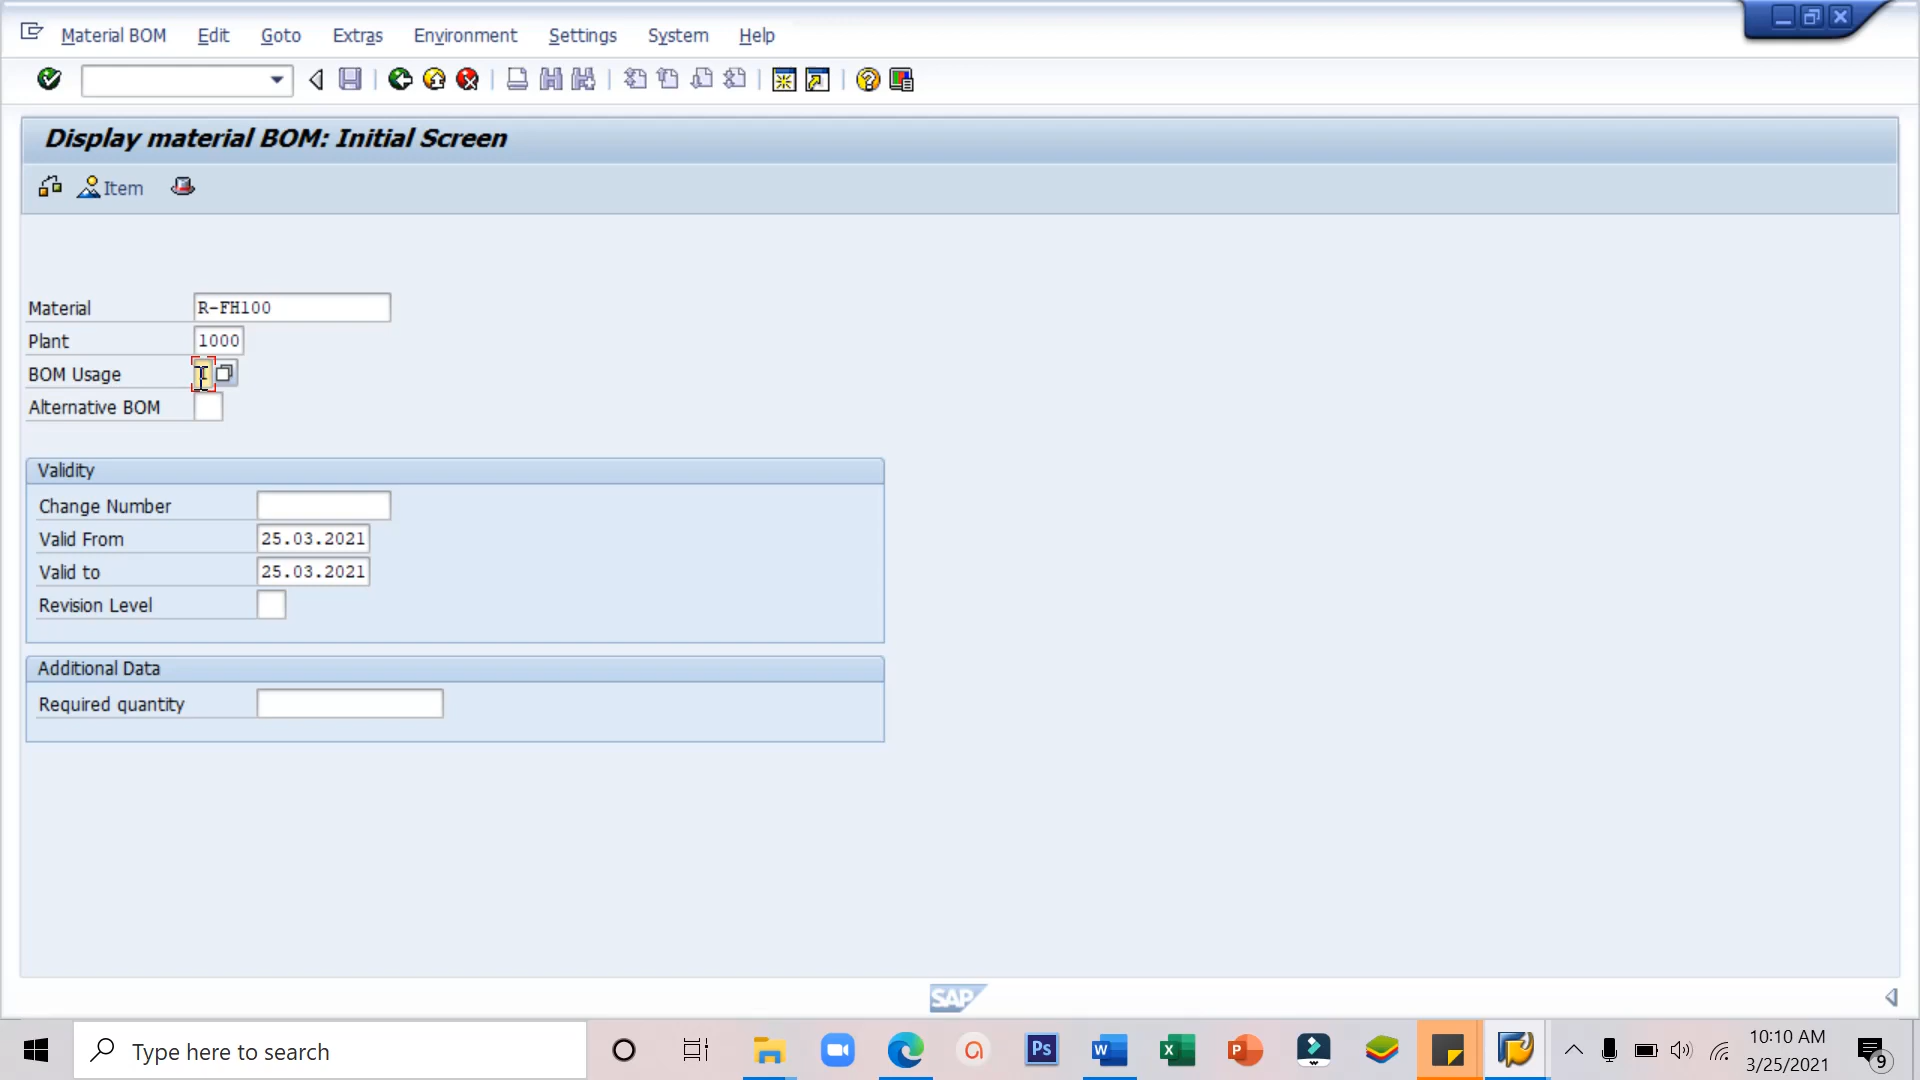 Material BOM Edit Goto Extras Environment Settings System Help
Display material BOM: Initial Screen
Item
Material R-FH100
Plant 1000
BOM Usage
Alternative BOM
Validity
Change Number
Valid From 25.03.2021
Valid to 25.03.2021
Revision Level
Additional Data
Required quantity
SAP
Type here to search
Ps
W
X
P
10:10 AM
3/25/2021
9